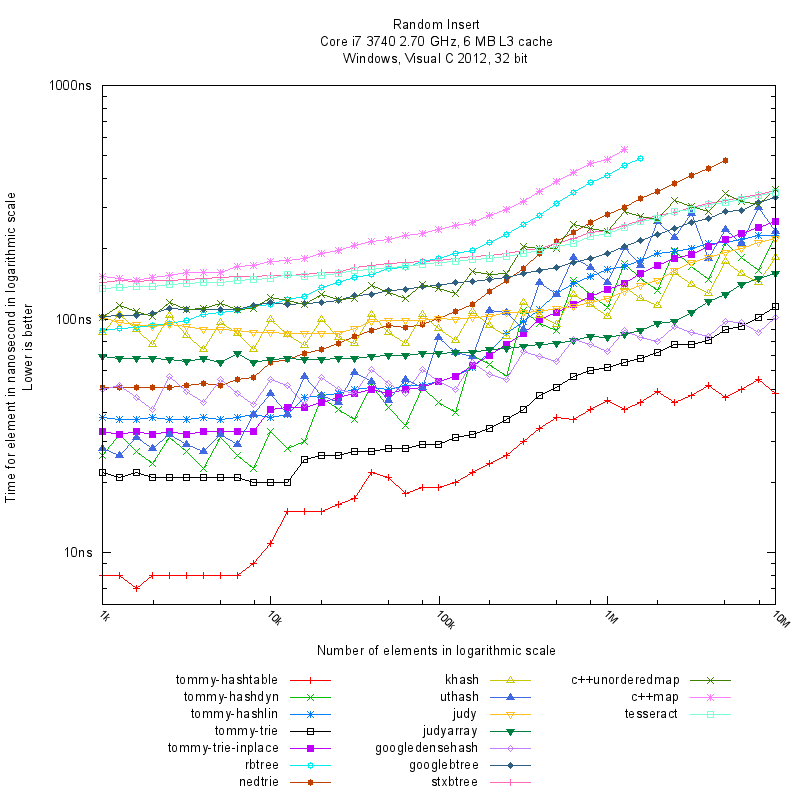 Random Insert
Core i7 3740 2.70 GHz, 6 MB L3 cache
Windows, Visual C 2012, 32 bit
1000ns
100ns
10ns
Time for element in nanosecond in logarithmic scale
Lower is better
1k
10k
100k
1M
10M
Number of elements in logarithmic scale
tommy-hashtable
tommy-hashdyn
tommy-hashlin
tommy-trie
tommy-trie-inplace
rbtree
nedtrie
khash
uthash
judy
judyarray
googledensehash
googlebtree
stxbtree
c++unorderedmap
c++map
tesseract